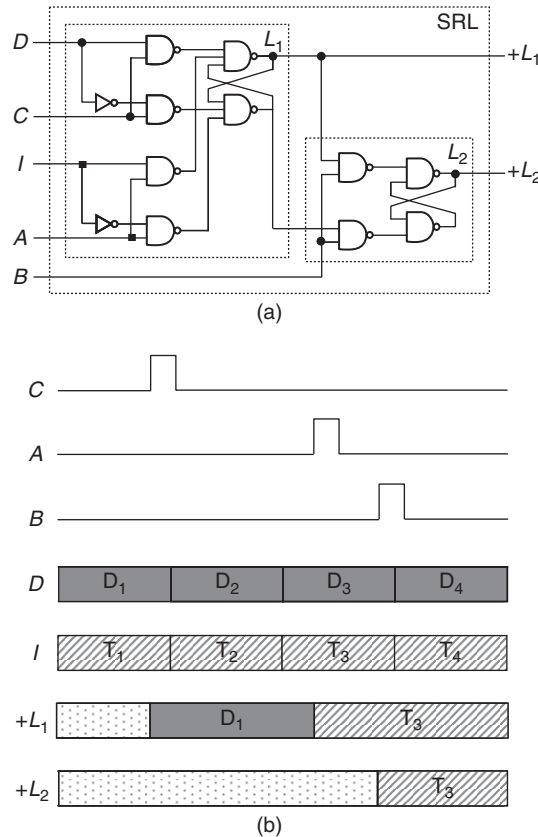 SRL
D
L₁
+L₁
C
I
L₂
+L₂
A
B
(a)
C
A
B
D D₁ D₂ D₃ D₄
I T₁ T₂ T₃ T₄
+L₁ D₁ T₃
+L₂ T₃
(b)